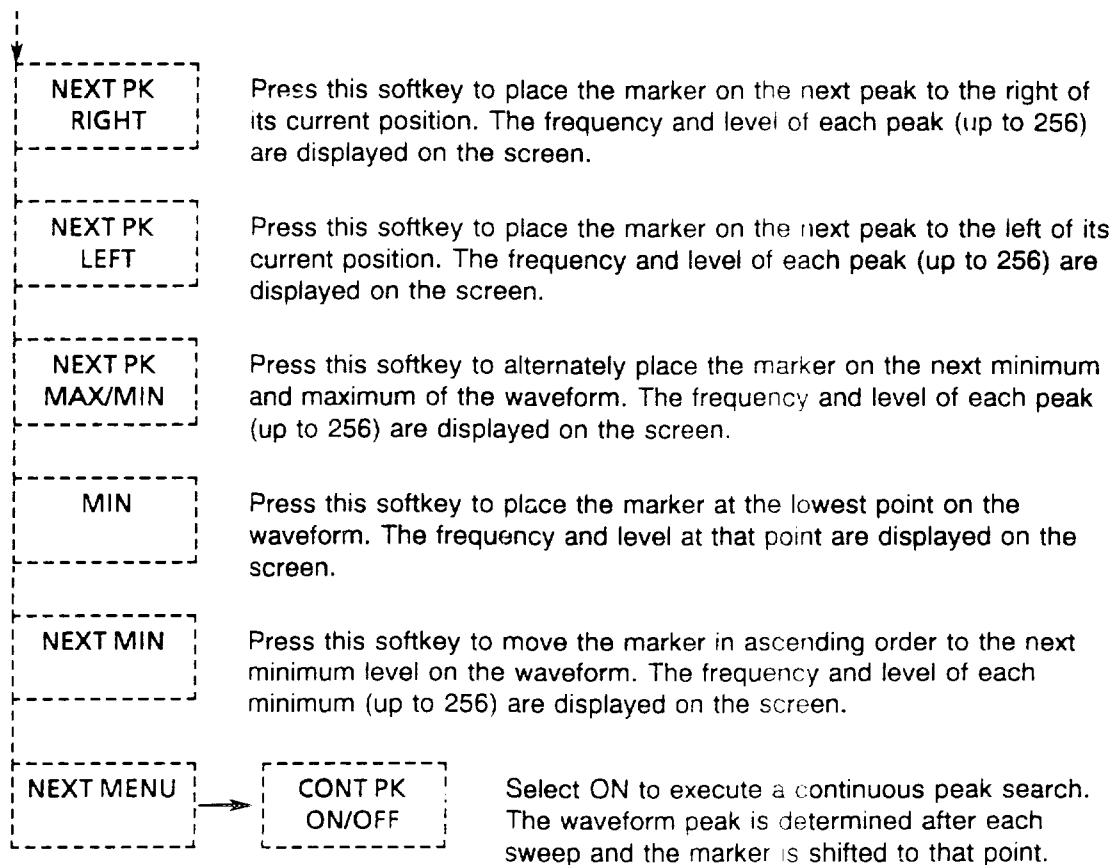 NEXT PK
RIGHT
Press this softkey to place the marker on the next peak to the right of
its current position. The frequency and level of each peak (up to 256)
are displayed on the screen.
NEXT PK
LEFT
Press this softkey to place the marker on the next peak to the left of its
current position. The frequency and level of each peak (up to 256) are
displayed on the screen.
NEXT PK
MAX/MIN
Press this softkey to alternately place the marker on the next minimum
and maximum of the waveform. The frequency and level of each peak
(up to 256) are displayed on the screen.
MIN
Press this softkey to place the marker at the lowest point on the
waveform. The frequency and level at that point are displayed on the
screen.
NEXT MIN
Press this softkey to move the marker in ascending order to the next
minimum level on the waveform. The frequency and level of each
minimum (up to 256) are displayed on the screen.
NEXT MENU
CONT PK
ON/OFF
Select ON to execute a continuous peak search.
The waveform peak is determined after each
sweep and the marker is shifted to that point.